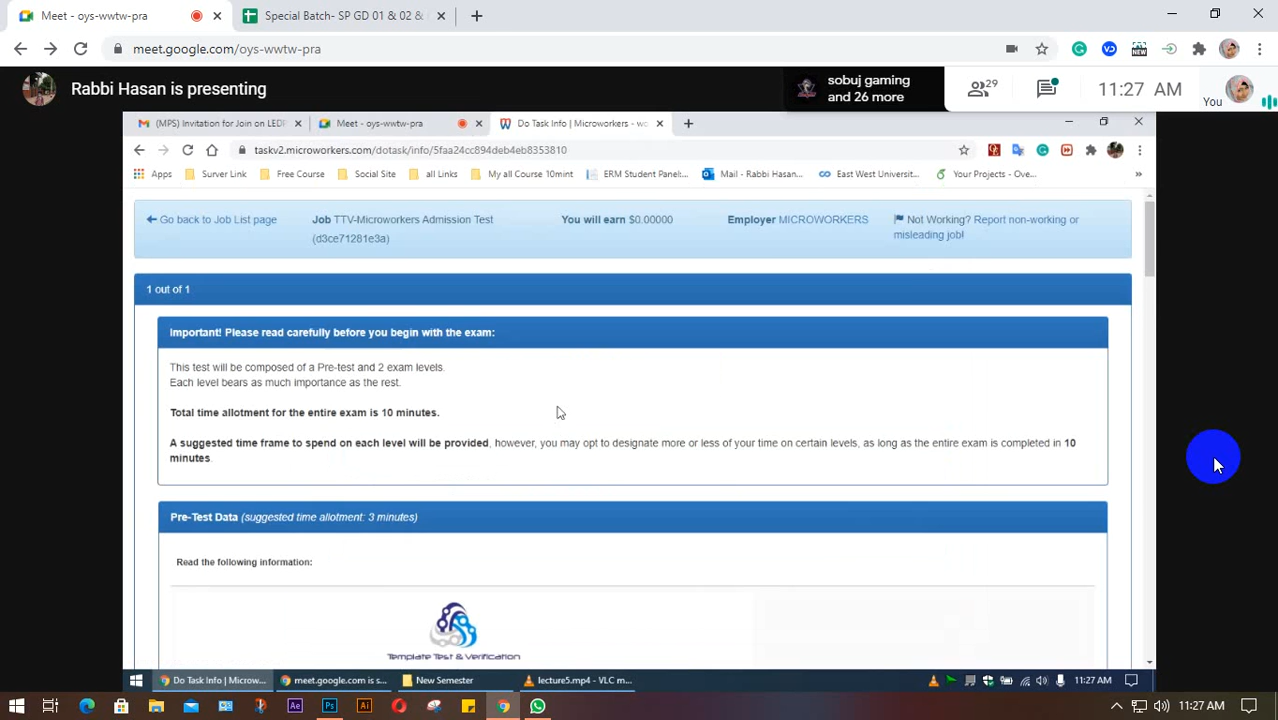 Meet - oys-wwtw-pra
Special Batch- SP GD 01 & 02 &
meet.google.com/oys-wwtw-pra
NEW
Rabbi Hasan is presenting
sobuj gaming
and 26 more
29
11:27 AM
You
(MPS) Invitation for Join on LEDP
Meet - oys-wwtw-pra
Do Task Info | Microworkers - wo
taskv2.microworkers.com/dotask/info/5faa24cc894deb4eb8353810
Apps
Surver Link
Free Course
Social Site
all Links
My all Course 10mint
ERM Student Panel:...
Mail - Rabbi Hasan...
East West Universit...
Your Projects - Ove...
Go back to Job List page
Job TTV-Microworkers Admission Test
(d3ce71281e3a)
You will earn $0.00000
Employer MICROWORKERS
Not Working? Report non-working or
misleading job!
1 out of 1
Important! Please read carefully before you begin with the exam:
This test will be composed of a Pre-test and 2 exam levels.
Each level bears as much importance as the rest.
Total time allotment for the entire exam is 10 minutes.
A suggested time frame to spend on each level will be provided, however, you may opt to designate more or less of your time on certain levels, as long as the entire exam is completed in 10
minutes.
Pre-Test Data (suggested time allotment: 3 minutes)
Read the following information:
Template Test & Verification
Do Task Info | Microw...
meet.google.com is s...
New Semester
lecture5.mp4 - VLC m...
11:27 AM
Ae
Ps
Ai
11:27 AM